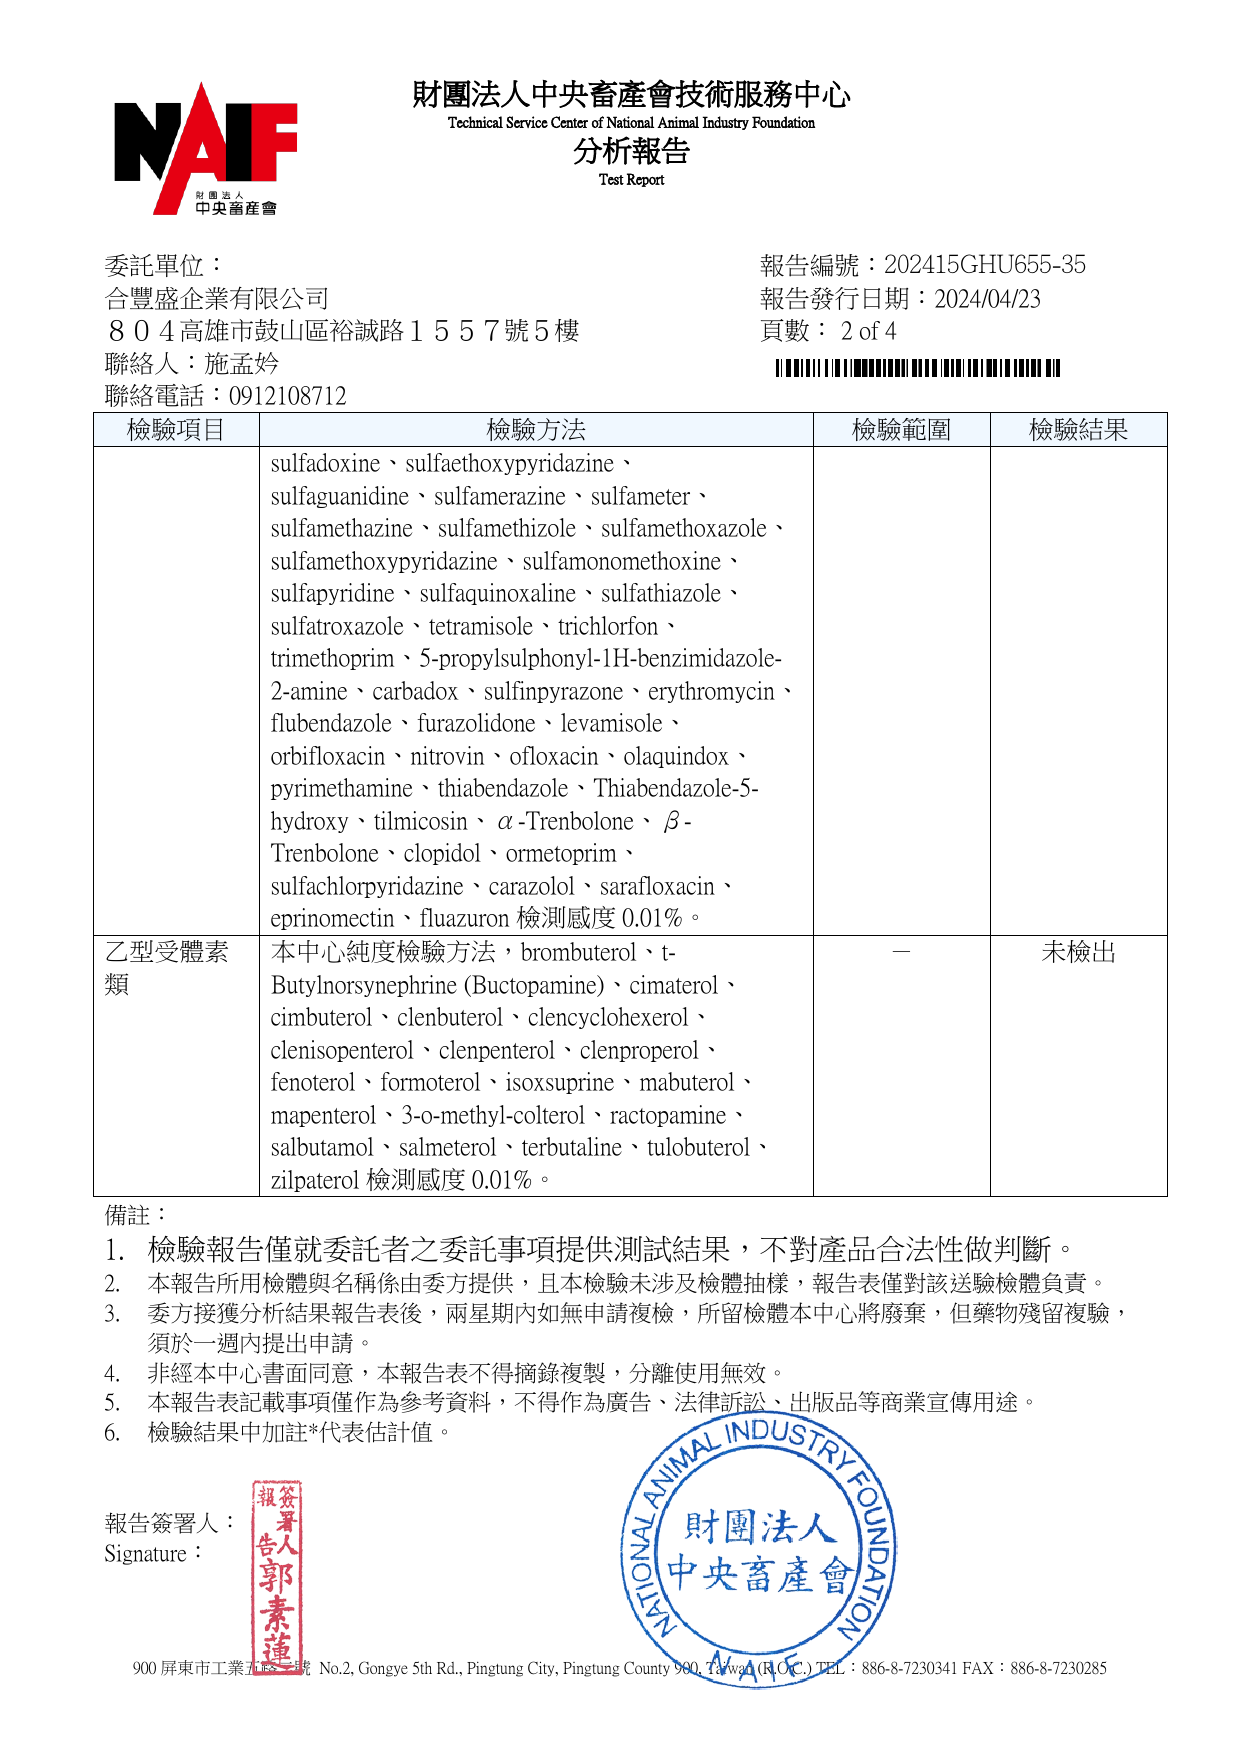 NAIF
財團法人
中央畜產會
財團法人中央畜產會技術服務中心
Technical Service Center of National Animal Industry Foundation
分析報告
Test Report
委託單位：
合豐盛企業有限公司
８０４高雄市鼓山區裕誠路１５５７號５樓
聯絡人：施孟妗
聯絡電話：0912108712
報告編號：202415GHU655-35
報告發行日期：2024/04/23
頁數： 2 of 4
檢驗項目 檢驗方法 檢驗範圍 檢驗結果
sulfadoxine、sulfaethoxypyridazine、
sulfaguanidine、sulfamerazine、sulfameter、
sulfamethazine、sulfamethizole、sulfamethoxazole、
sulfamethoxypyridazine、sulfamonomethoxine、
sulfapyridine、sulfaquinoxaline、sulfathiazole、
sulfatroxazole、tetramisole、trichlorfon、
trimethoprim、5-propylsulphonyl-1H-benzimidazole-
2-amine、carbadox、sulfinpyrazone、erythromycin、
flubendazole、furazolidone、levamisole、
orbifloxacin、nitrovin、ofloxacin、olaquindox、
pyrimethamine、thiabendazole、Thiabendazole-5-
hydroxy、tilmicosin、α-Trenbolone、β-
Trenbolone、clopidol、ormetoprim、
sulfachlorpyridazine、carazolol、sarafloxacin、
eprinomectin、fluazuron 檢測感度 0.01%。
乙型受體素類
本中心純度檢驗方法，brombuterol、t-
Butylnorsynephrine (Buctopamine)、cimaterol、
cimbuterol、clenbuterol、clencyclohexerol、
clenisopenterol、clenpenterol、clenproperol、
fenoterol、formoterol、isoxsuprine、mabuterol、
mapenterol、3-o-methyl-colterol、ractopamine、
salbutamol、salmeterol、terbutaline、tulobuterol、
zilpaterol 檢測感度 0.01%。
－
未檢出
備註：
1. 檢驗報告僅就委託者之委託事項提供測試結果，不對產品合法性做判斷。
2. 本報告所用檢體與名稱係由委方提供，且本檢驗未涉及檢體抽樣，報告表僅對該送驗檢體負責。
3. 委方接獲分析結果報告表後，兩星期內如無申請複檢，所留檢體本中心將廢棄，但藥物殘留複驗，
須於一週內提出申請。
4. 非經本中心書面同意，本報告表不得摘錄複製，分離使用無效。
5. 本報告表記載事項僅作為參考資料，不得作為廣告、法律訴訟、出版品等商業宣傳用途。
6. 檢驗結果中加註*代表估計值。
報告簽署人：
Signature：
報告簽署人郭素蓮
NATIONAL ANIMAL INDUSTRY FOUNDATION
財團法人
中央畜產會
NAIF
900 屏東市工業五路二號 No.2, Gongye 5th Rd., Pingtung City, Pingtung County 900, Taiwan (R.O.C.) TEL：886-8-7230341 FAX：886-8-7230285